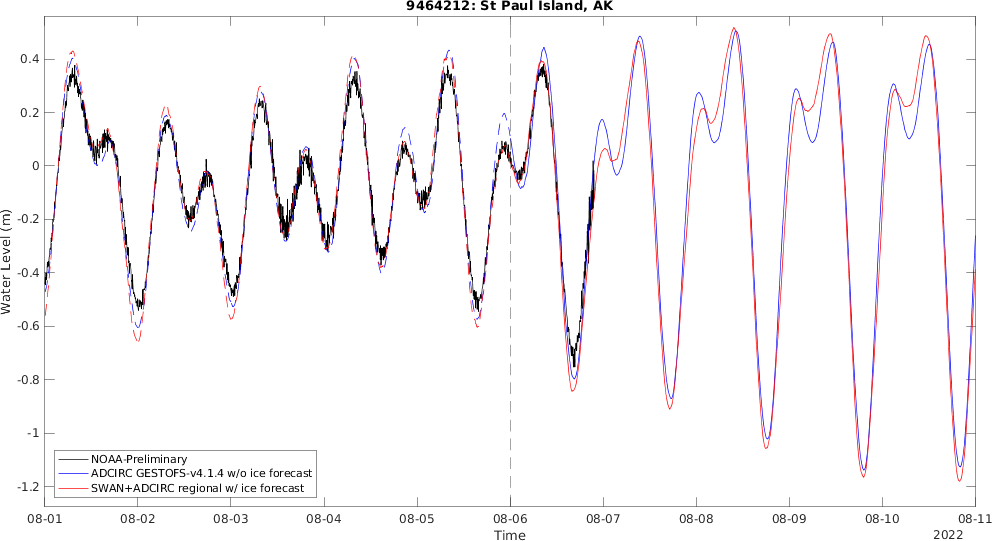 9464212: St Paul Island, AK
Water Level (m)
0.4
0.2
0
-0.2
-0.4
-0.6
-0.8
-1
-1.2
NOAA-Preliminary
ADCIRC GESTOFS-v4.1.4 w/o ice forecast
SWAN+ADCIRC regional w/ ice forecast
08-01 08-02 08-03 08-04 08-05 08-06 08-07 08-08 08-09 08-10 08-11
Time
2022